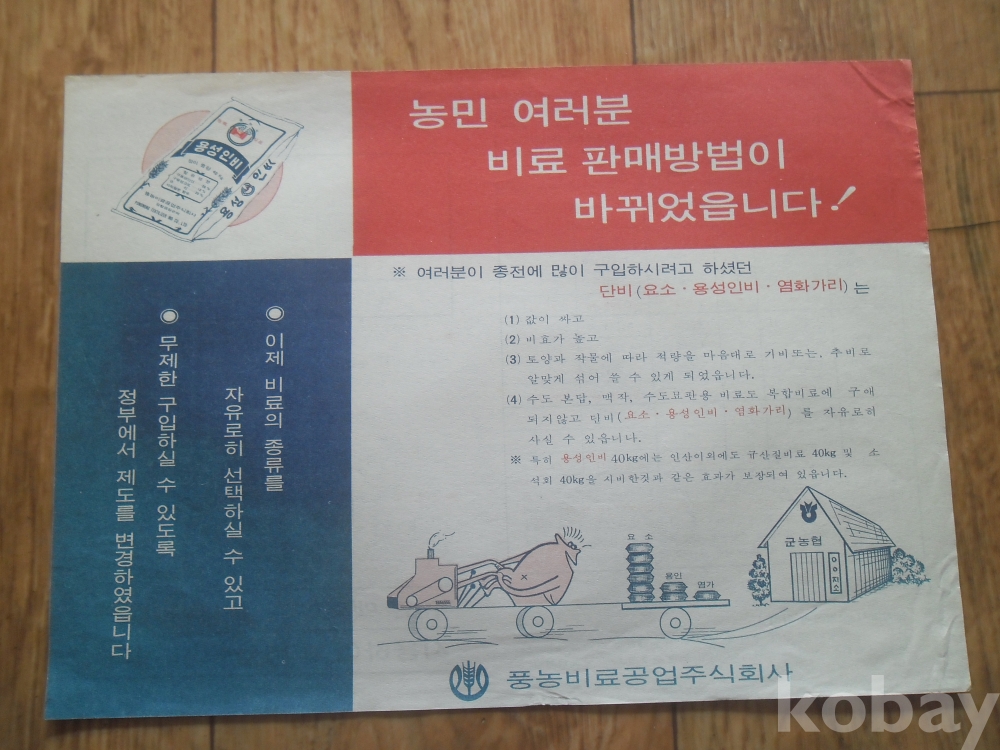 용성인비
용성인비
농민 여러분
비료 판매방법이
바뀌었읍니다!
● 이제 비료의 종류를
자유로히 선택하실 수 있고
● 무제한 구입하실 수 있도록
정부에서 제도를 변경하였읍니다
※ 여러분이 종전에 많이 구입하시려고 하셨던
단비(요소·용성인비·염화가리)는
(1) 값이 싸고
(2) 비효가 높고
(3) 토양과 작물에 따라 적량을 마음대로 기비또는, 추비로
알맞게 섞어 쓸 수 있게 되었읍니다.
(4) 수도 본답, 맥작, 수도묘판용 비료도 복합비료에 구애
되지않고 단비(요소·용성인비·염화가리) 를 자유로히
사실 수 있읍니다.
※ 특히 용성인비 40kg에는 인산이외에도 규산질비료 40kg 및 소
석회 40kg을 시비한것과 같은 효과가 보장되여 있읍니다.
요 소
용인
염가
군농협
풍농비료공업주식회사
kobay